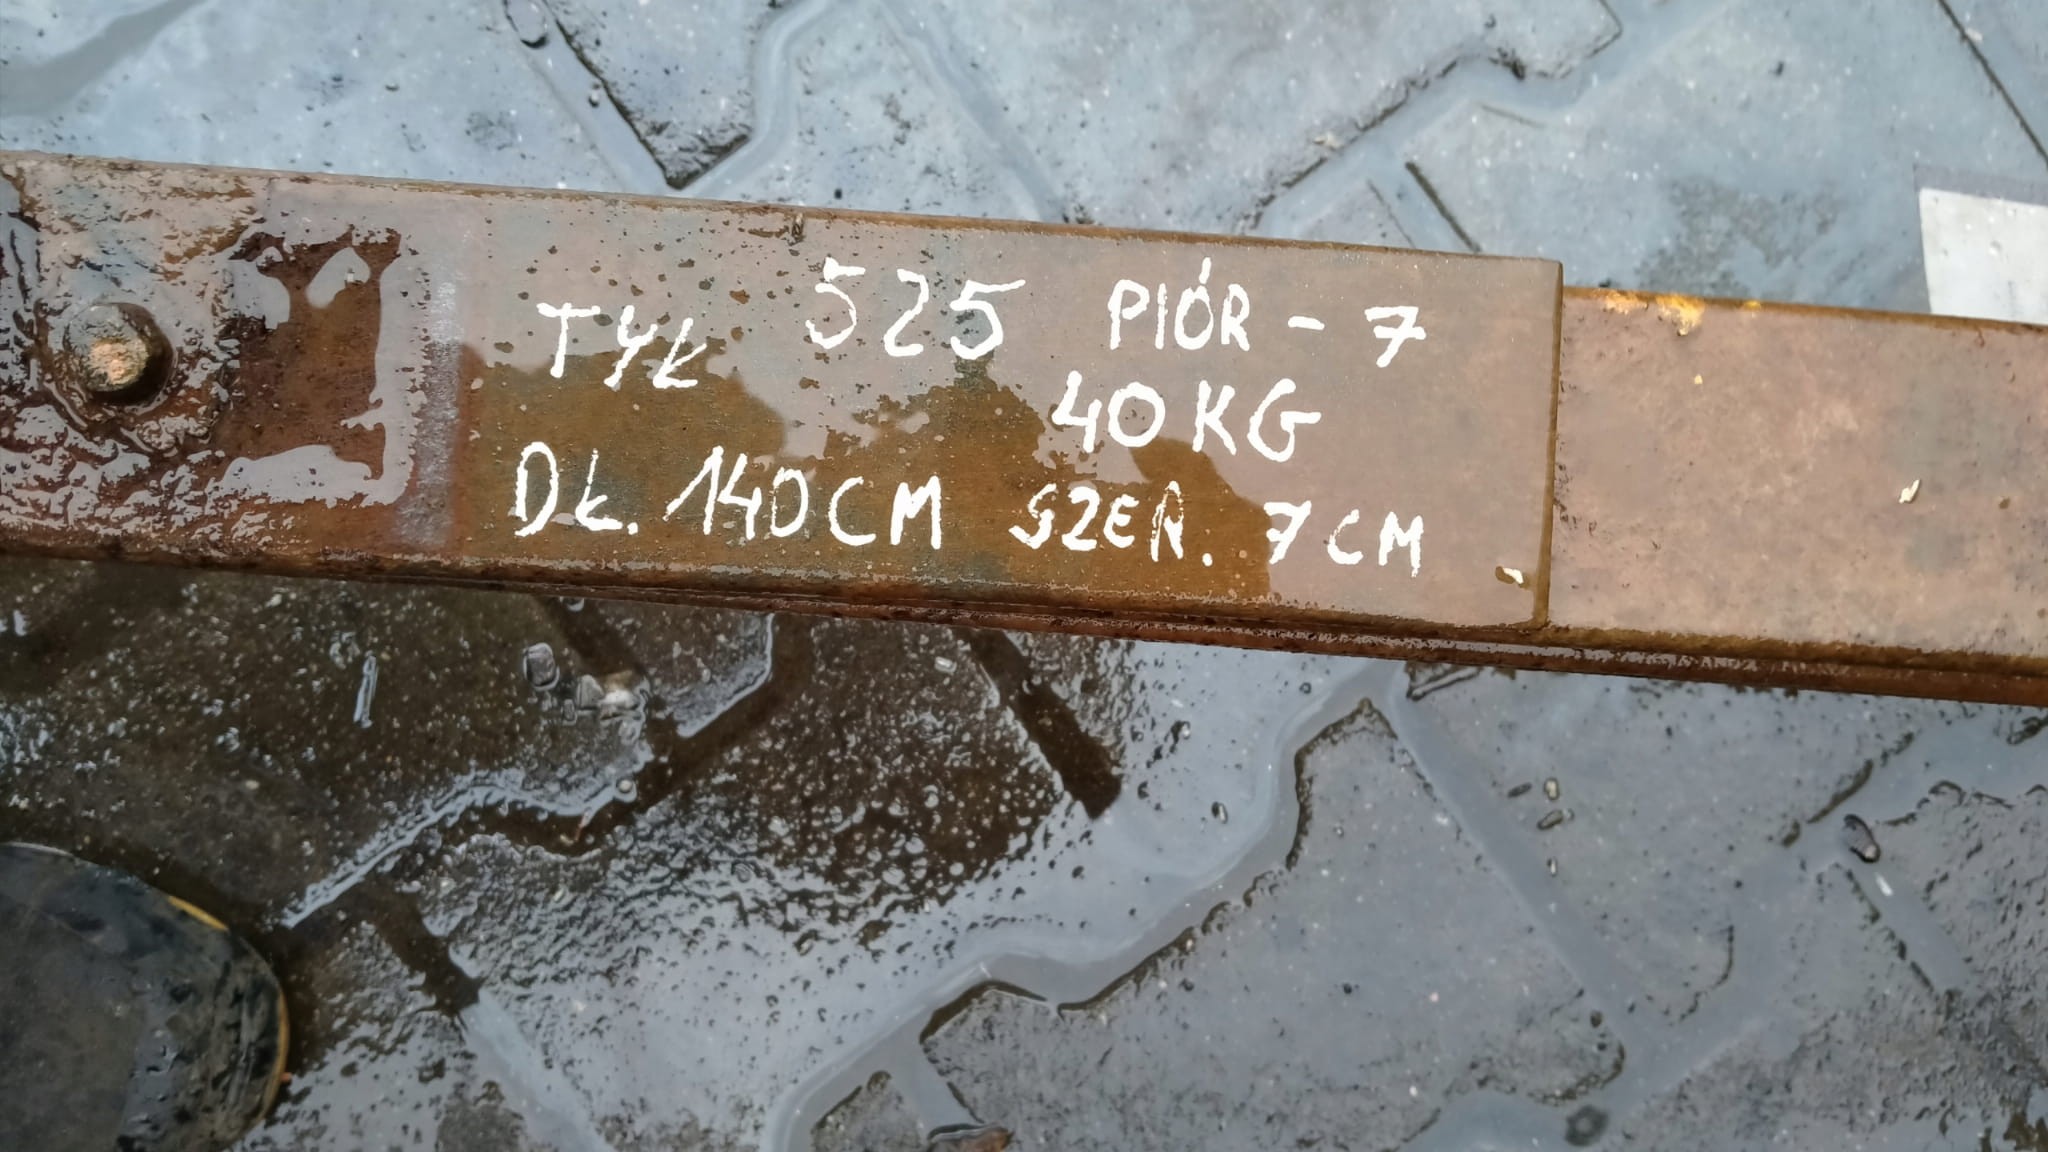 TYŁ 525 PIÓR - 7
40 KG
DŁ. 140 CM SZER. 7 CM